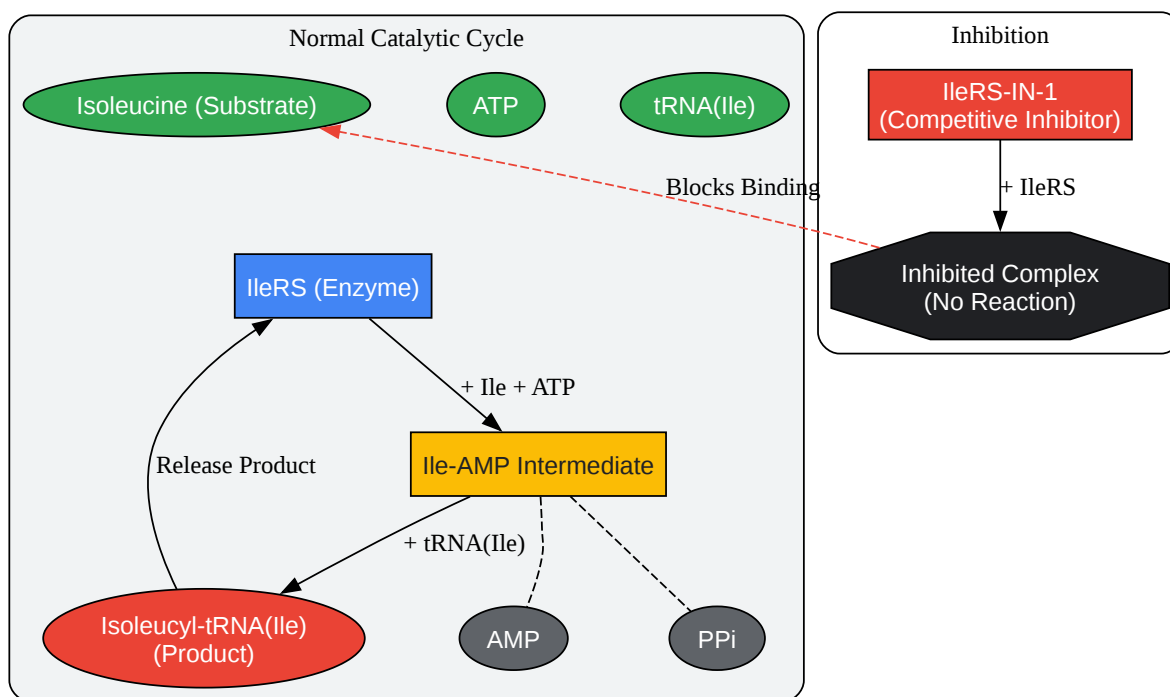 Normal Catalytic Cycle
Inhibition
Isoleucine (Substrate)
ATP
tRNA(Ile)
IleRS-IN-1
(Competitive Inhibitor)
Blocks Binding
+ IleRS
IleRS (Enzyme)
Inhibited Complex
(No Reaction)
+ Ile + ATP
Release Product
Ile-AMP Intermediate
+ tRNA(Ile)
Isoleucyl-tRNA(Ile)
(Product)
AMP
PPi